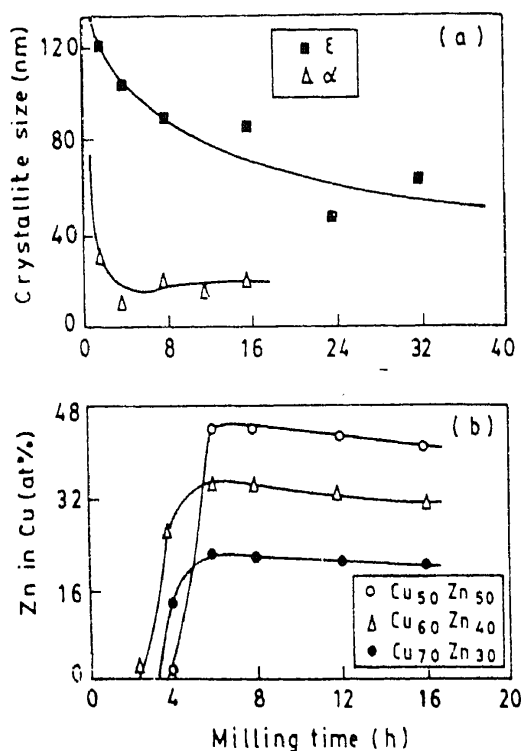 (a)
ε
α
Crystallite size (nm)
120
80
40
0
0 8 16 24 32 40
(b)
Zn in Cu (at%)
48
32
16
0
Cu50 Zn50
Cu60 Zn40
Cu70 Zn30
0 4 8 12 16 20
Milling time (h)